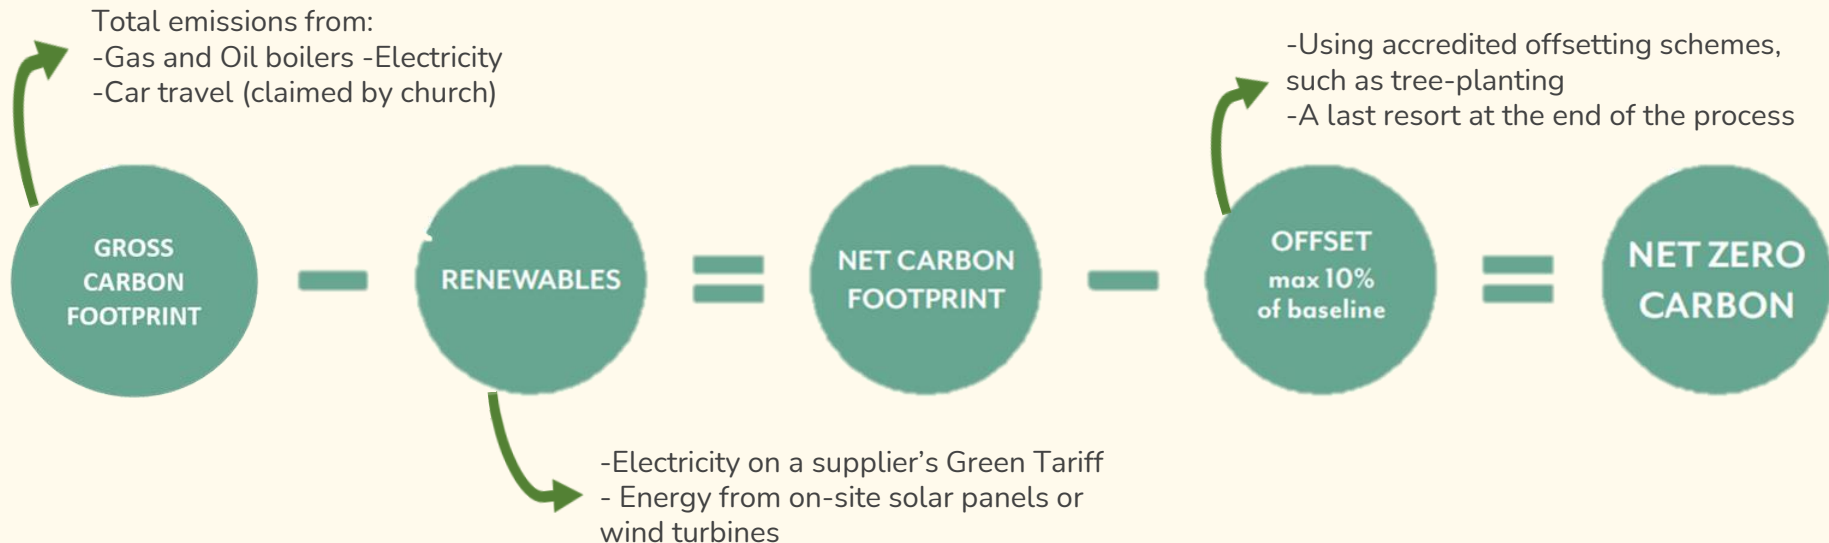 Total emissions from:
-Gas and Oil boilers -Electricity
-Car travel (claimed by church)
-Using accredited offsetting schemes,
such as tree-planting
-A last resort at the end of the process
GROSS
CARBON
FOOTPRINT
RENEWABLES
NET CARBON
FOOTPRINT
OFFSET
max 10%
of baseline
NET ZERO
CARBON
-Electricity on a supplier’s Green Tariff
- Energy from on-site solar panels or
wind turbines